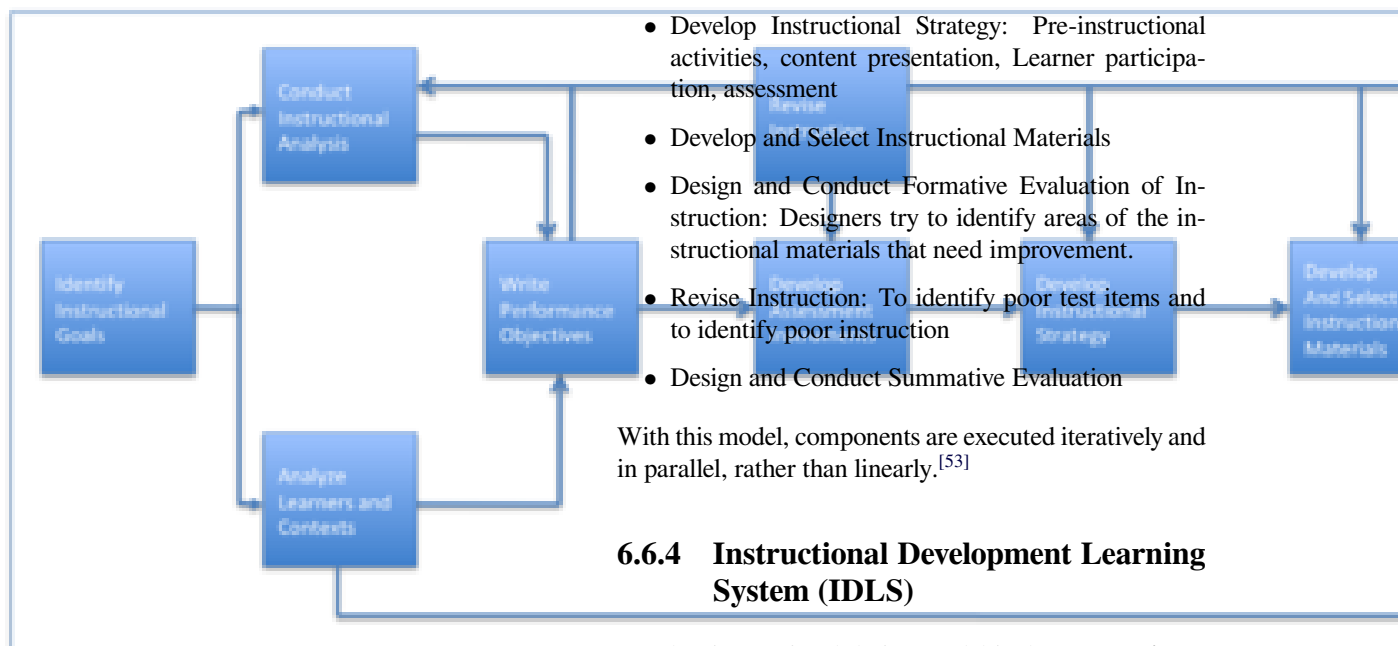 • Develop Instructional Strategy: Pre-instructional
activities, content presentation, Learner participa-
tion, assessment
• Develop and Select Instructional Materials
• Design and Conduct Formative Evaluation of In-
struction: Designers try to identify areas of the in-
structional materials that need improvement.
• Revise Instruction: To identify poor test items and
to identify poor instruction
• Design and Conduct Summative Evaluation
With this model, components are executed iteratively and
in parallel, rather than linearly.[53]
6.6.4 Instructional Development Learning
System (IDLS)
Conduct
Instructional
Analysis
Revise
Instruction
Identify
Instructional
Goals
Write
Performance
Objectives
Develop
Assessment
Develop
Instructional
Strategy
Develop
And Select
Materials
Analyze
Learners and
Contexts